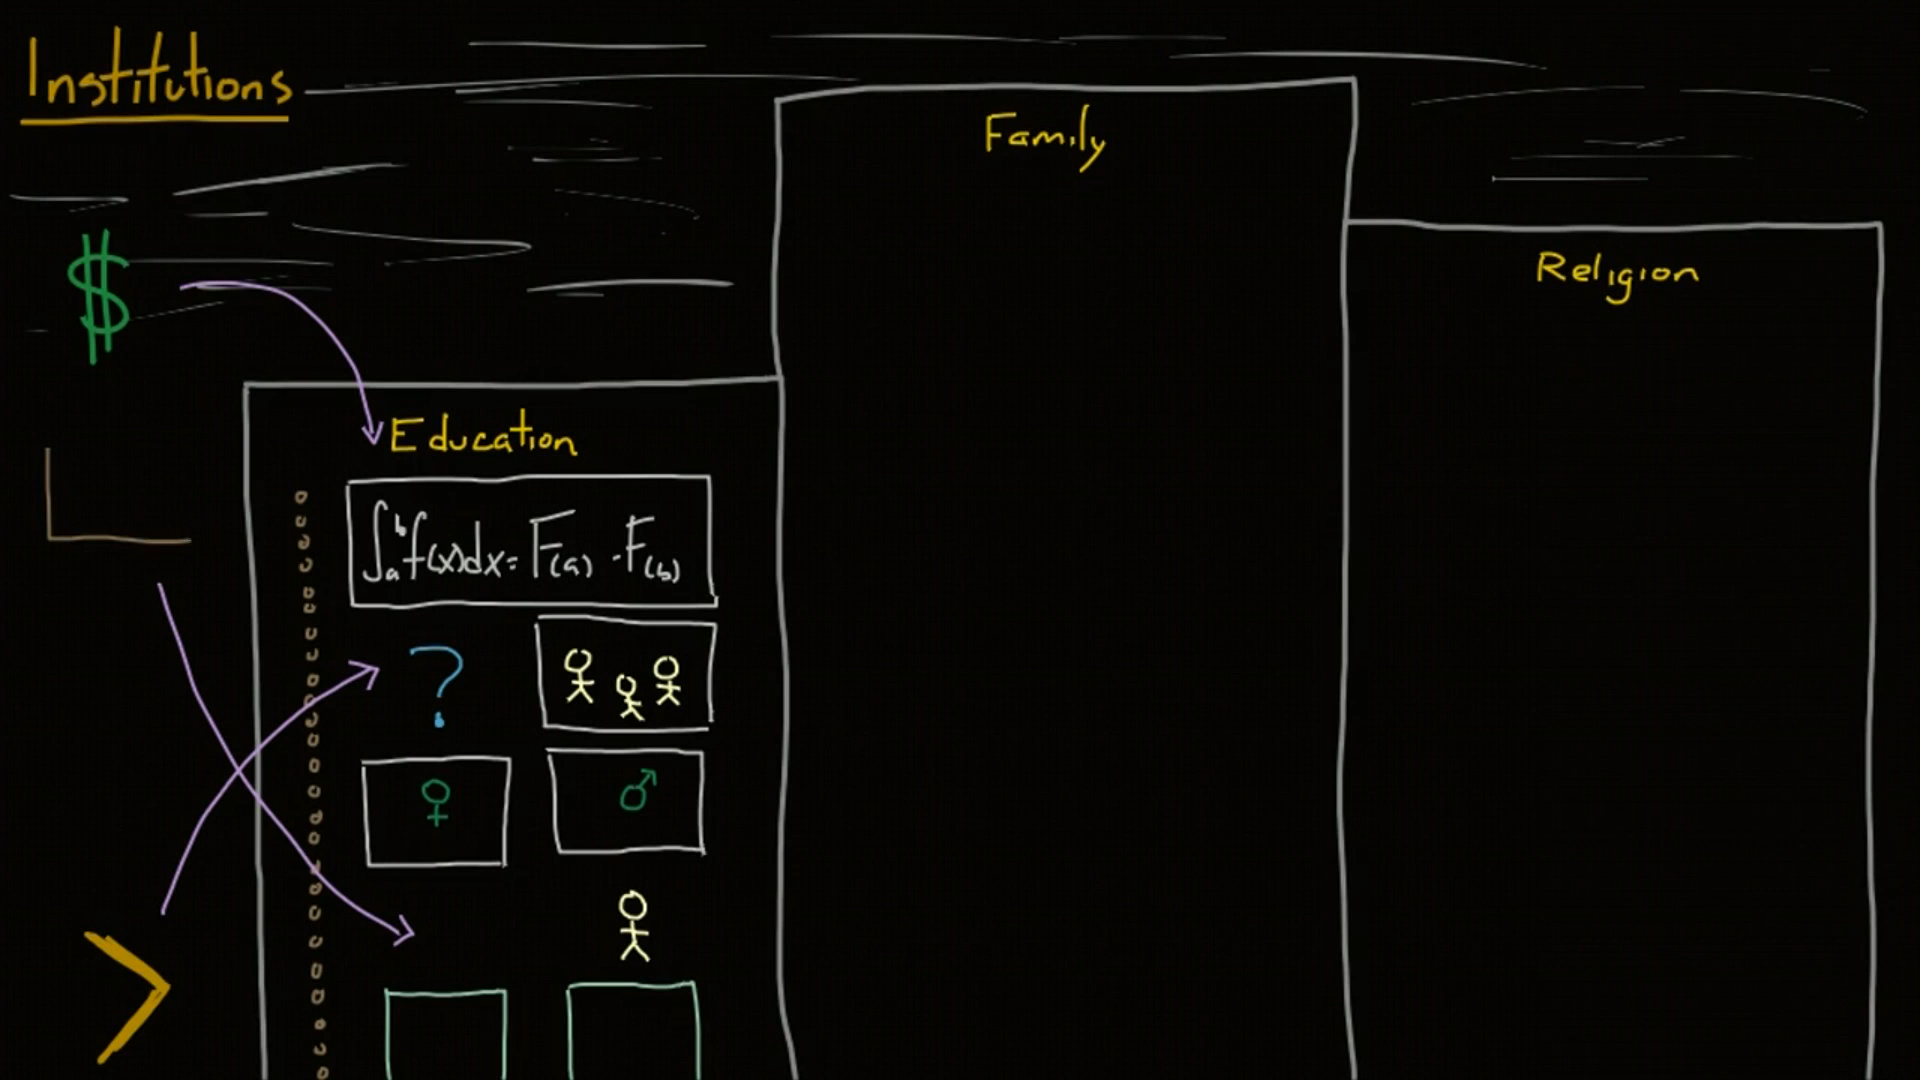 Institutions
Family
Religion
$
Education
∫ₐᵇf(x)dx=F(a)-F(b)
?
♀ ♂